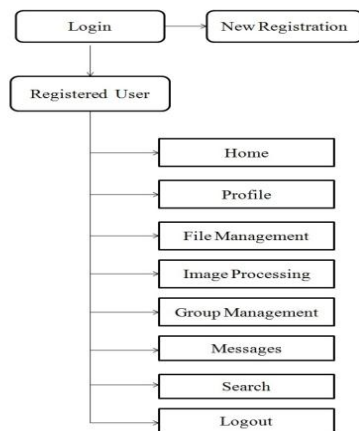 Login
New Registration
Registered User
Home
Profile
File Management
Image Processing
Group Management
Messages
Search
Logout